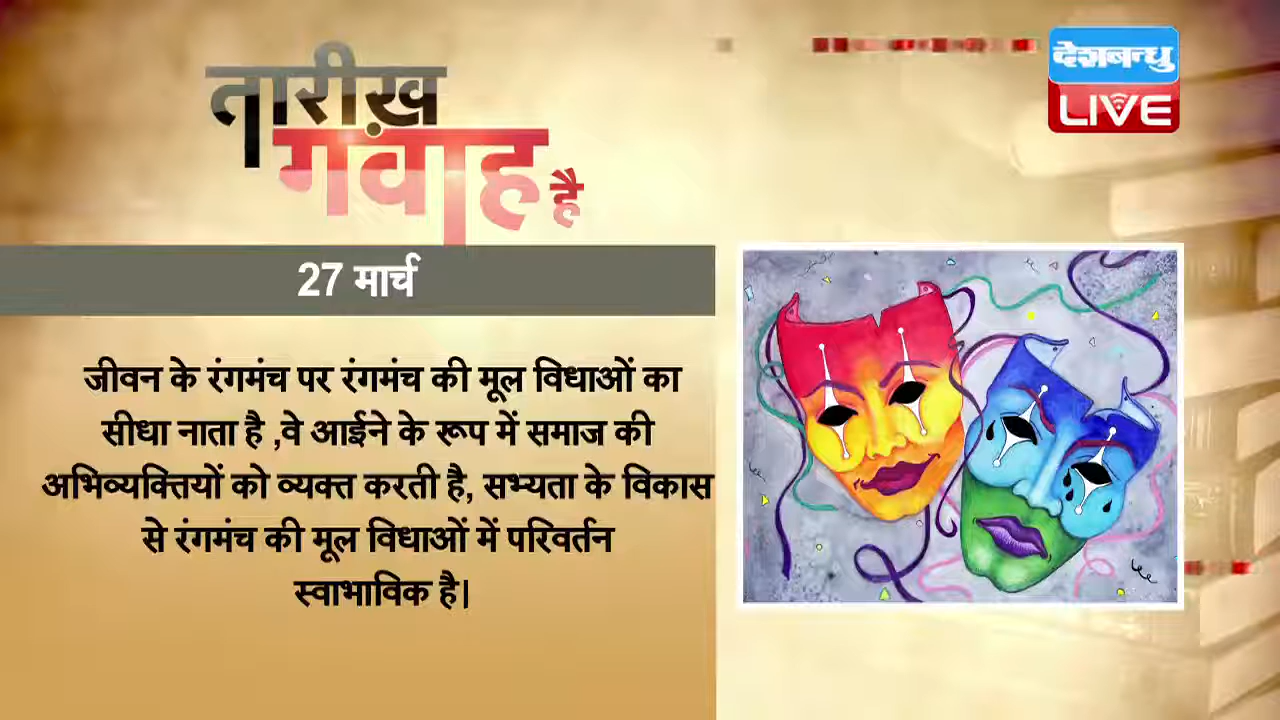 तारीख़
गवाह है
देशबन्धु
LIVE
27 मार्च
जीवन के रंगमंच पर रंगमंच की मूल विधाओं का
सीधा नाता है ,वे आईने के रूप में समाज की
अभिव्यक्तियों को व्यक्त करती है, सभ्यता के विकास
से रंगमंच की मूल विधाओं में परिवर्तन
स्वाभाविक है।